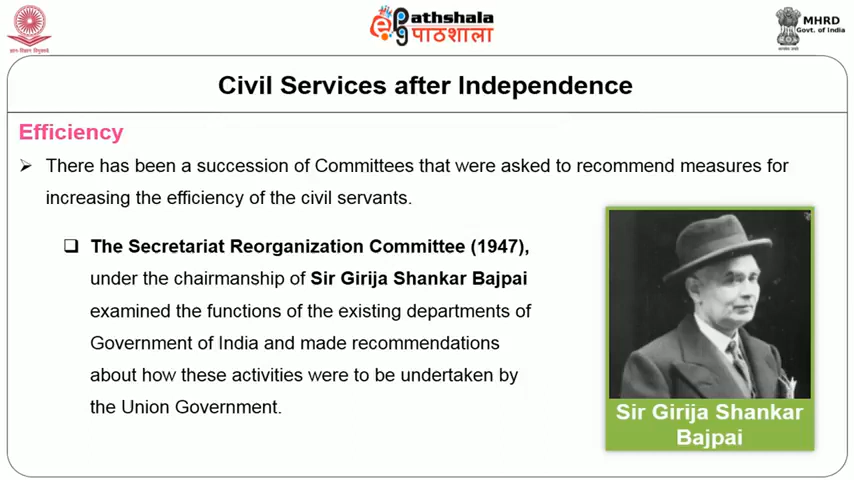 ePathshala
पाठशाला
MHRD
Govt. of India
ज्ञान-विज्ञान विमुक्तये
Civil Services after Independence
Efficiency
➢ There has been a succession of Committees that were asked to recommend measures for
increasing the efficiency of the civil servants.
❑ The Secretariat Reorganization Committee (1947),
under the chairmanship of Sir Girija Shankar Bajpai
examined the functions of the existing departments of
Government of India and made recommendations
about how these activities were to be undertaken by
the Union Government.
Sir Girija Shankar
Bajpai